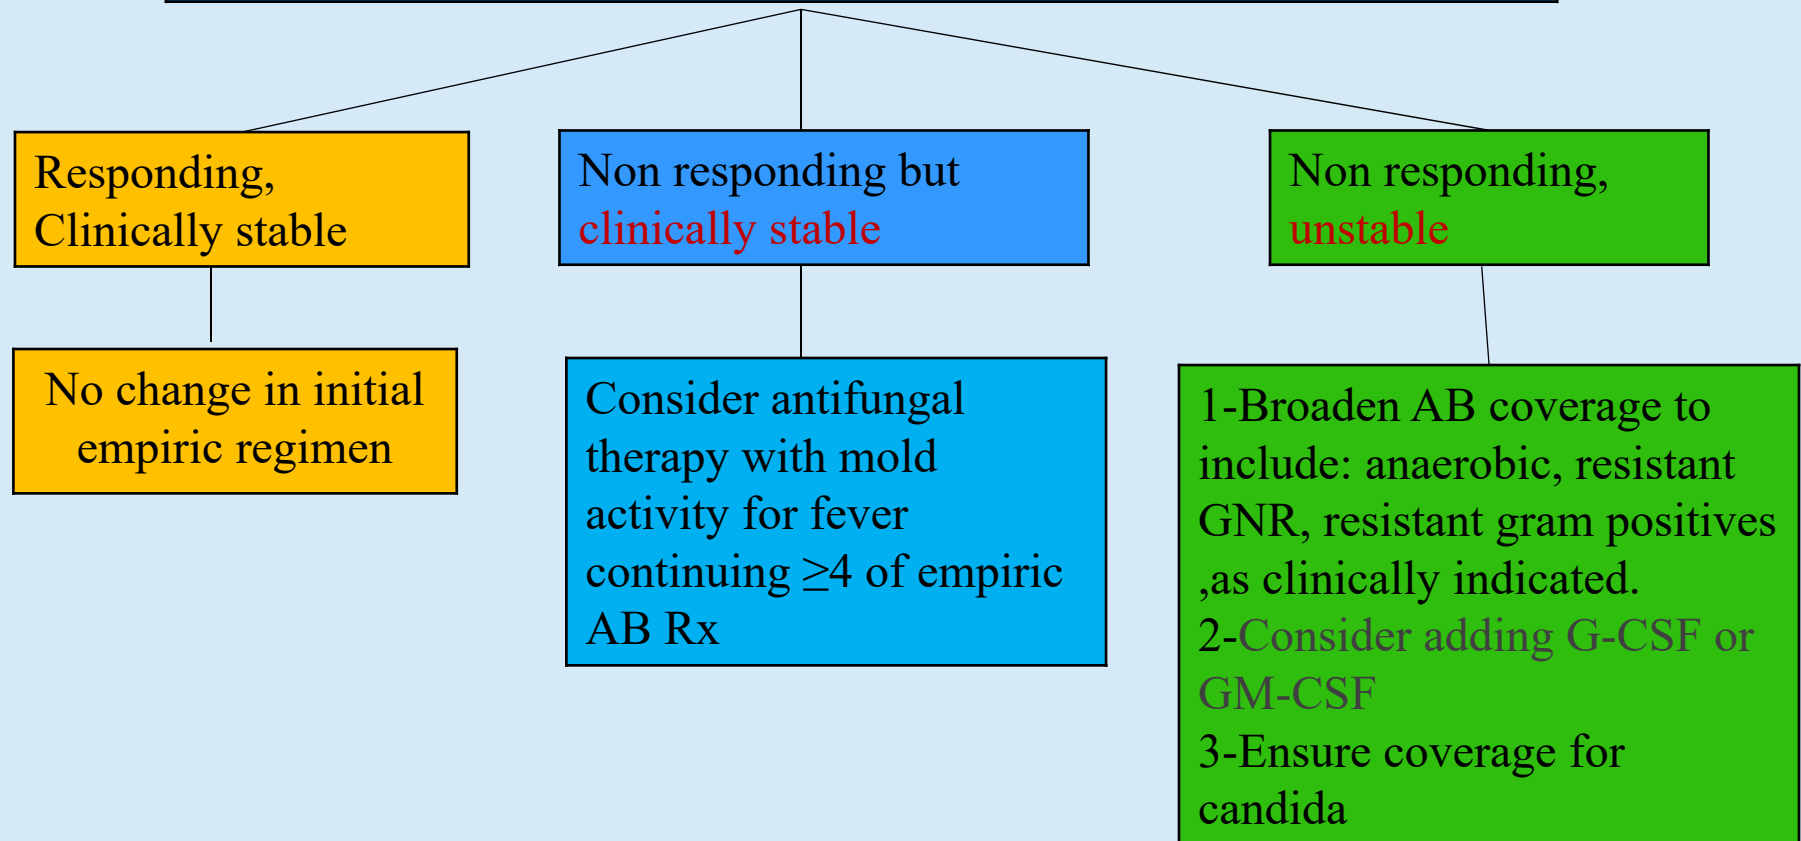 Responding,
Clinically stable
Non responding but
clinically stable
Non responding,
unstable
No change in initial
empiric regimen
Consider antifungal
therapy with mold
activity for fever
continuing ≥4 of empiric
AB Rx
1-Broaden AB coverage to
include: anaerobic, resistant
GNR, resistant gram positives
,as clinically indicated.
2-Consider adding G-CSF or
GM-CSF
3-Ensure coverage for
candida